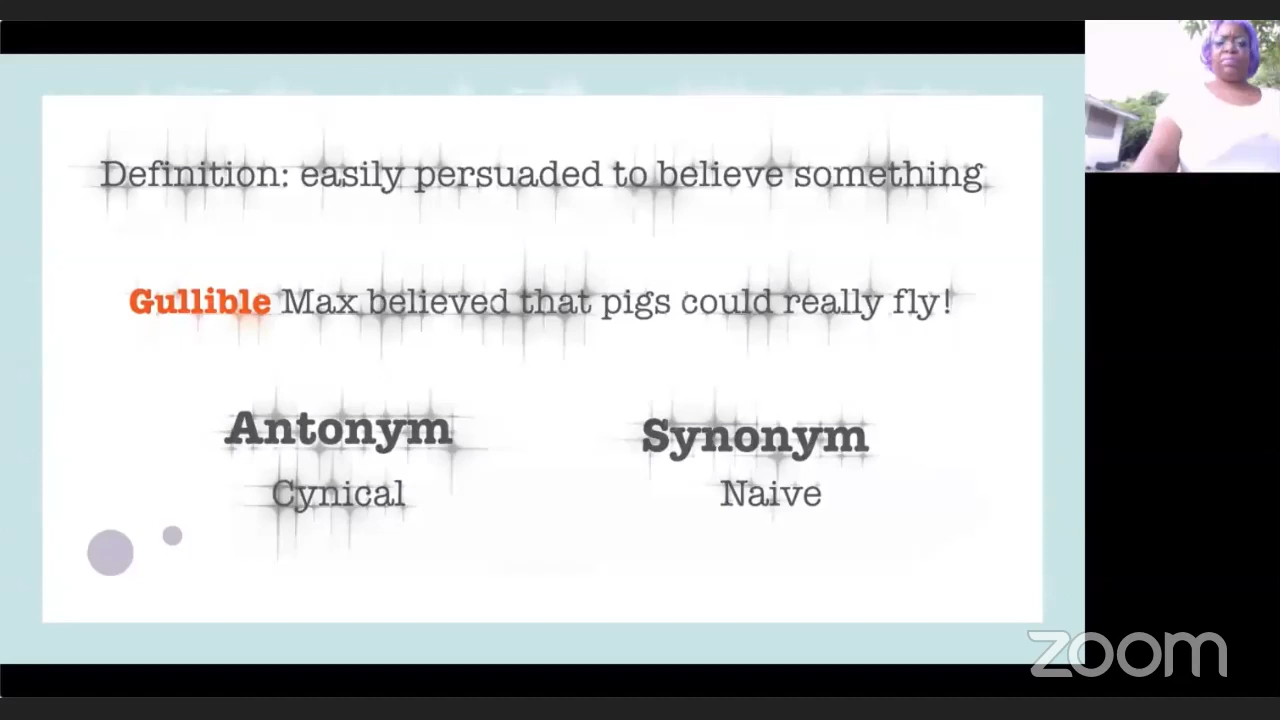 Definition: easily persuaded to believe something
Gullible Max believed that pigs could really fly!
Antonym
Synonym
Cynical
Naive
zoom